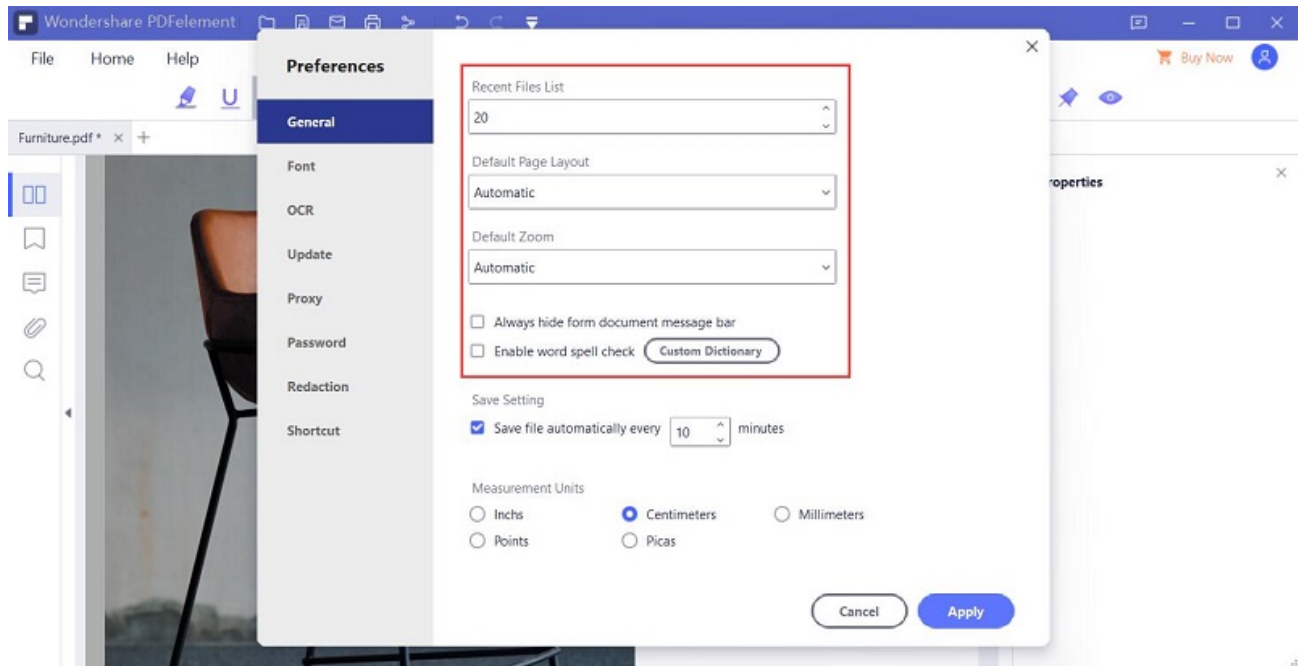 Wondershare PDFelement
File Home Help
Buy Now
Furniture.pdf *
Preferences
General
Font
OCR
Update
Proxy
Password
Redaction
Shortcut
Recent Files List
20
Default Page Layout
Automatic
Default Zoom
Automatic
Always hide form document message bar
Enable word spell check Custom Dictionary
Save Setting
Save file automatically every 10 minutes
Measurement Units
Inchs Centimeters Millimeters
Points Picas
Cancel Apply
roperties